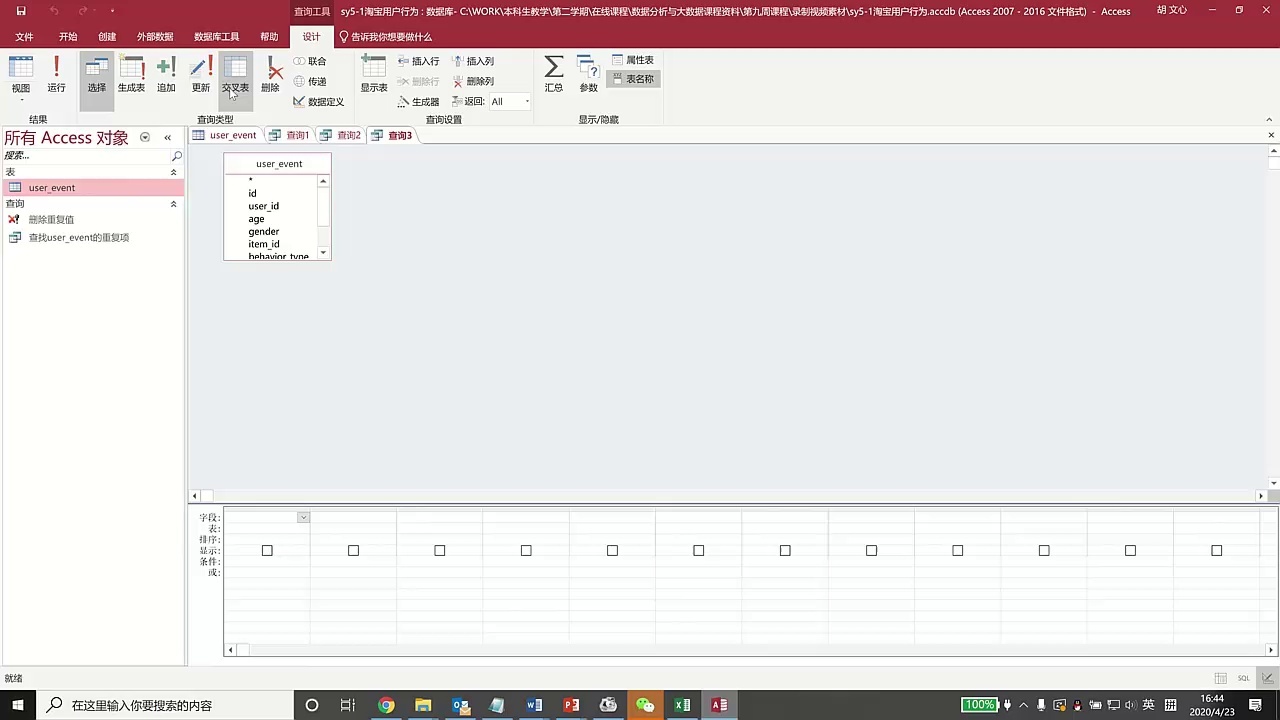 查询工具
sy5-1淘宝用户行为 : 数据库- C:\WORK\本科生教学\第二学期\在线课程\数据分析与大数据课程资料\第九周课程\录制视频素材\sy5-1淘宝用户行为.accdb (Access 2007 - 2016 文件格式) - Access
胡 文心
文件 开始 创建 外部数据 数据库工具 帮助 设计 告诉我你想要做什么
视图 运行 选择 生成表 追加 更新 交叉表 删除 联合 传递 数据定义
显示表 插入行 删除行 生成器 插入列 删除列 返回: All
汇总 参数 属性表 表名称
结果 查询类型 查询设置 显示/隐藏
所有 Access 对象
搜索...
表
user_event
查询
删除重复值
查找user_event的重复项
user_event 查询1 查询2 查询3
user_event
*
id
user_id
age
gender
item_id
behavior_type
字段:
表:
排序:
显示:
条件:
或:
就绪
SQL
在这里输入你要搜索的内容
100%
英
16:44
2020/4/23